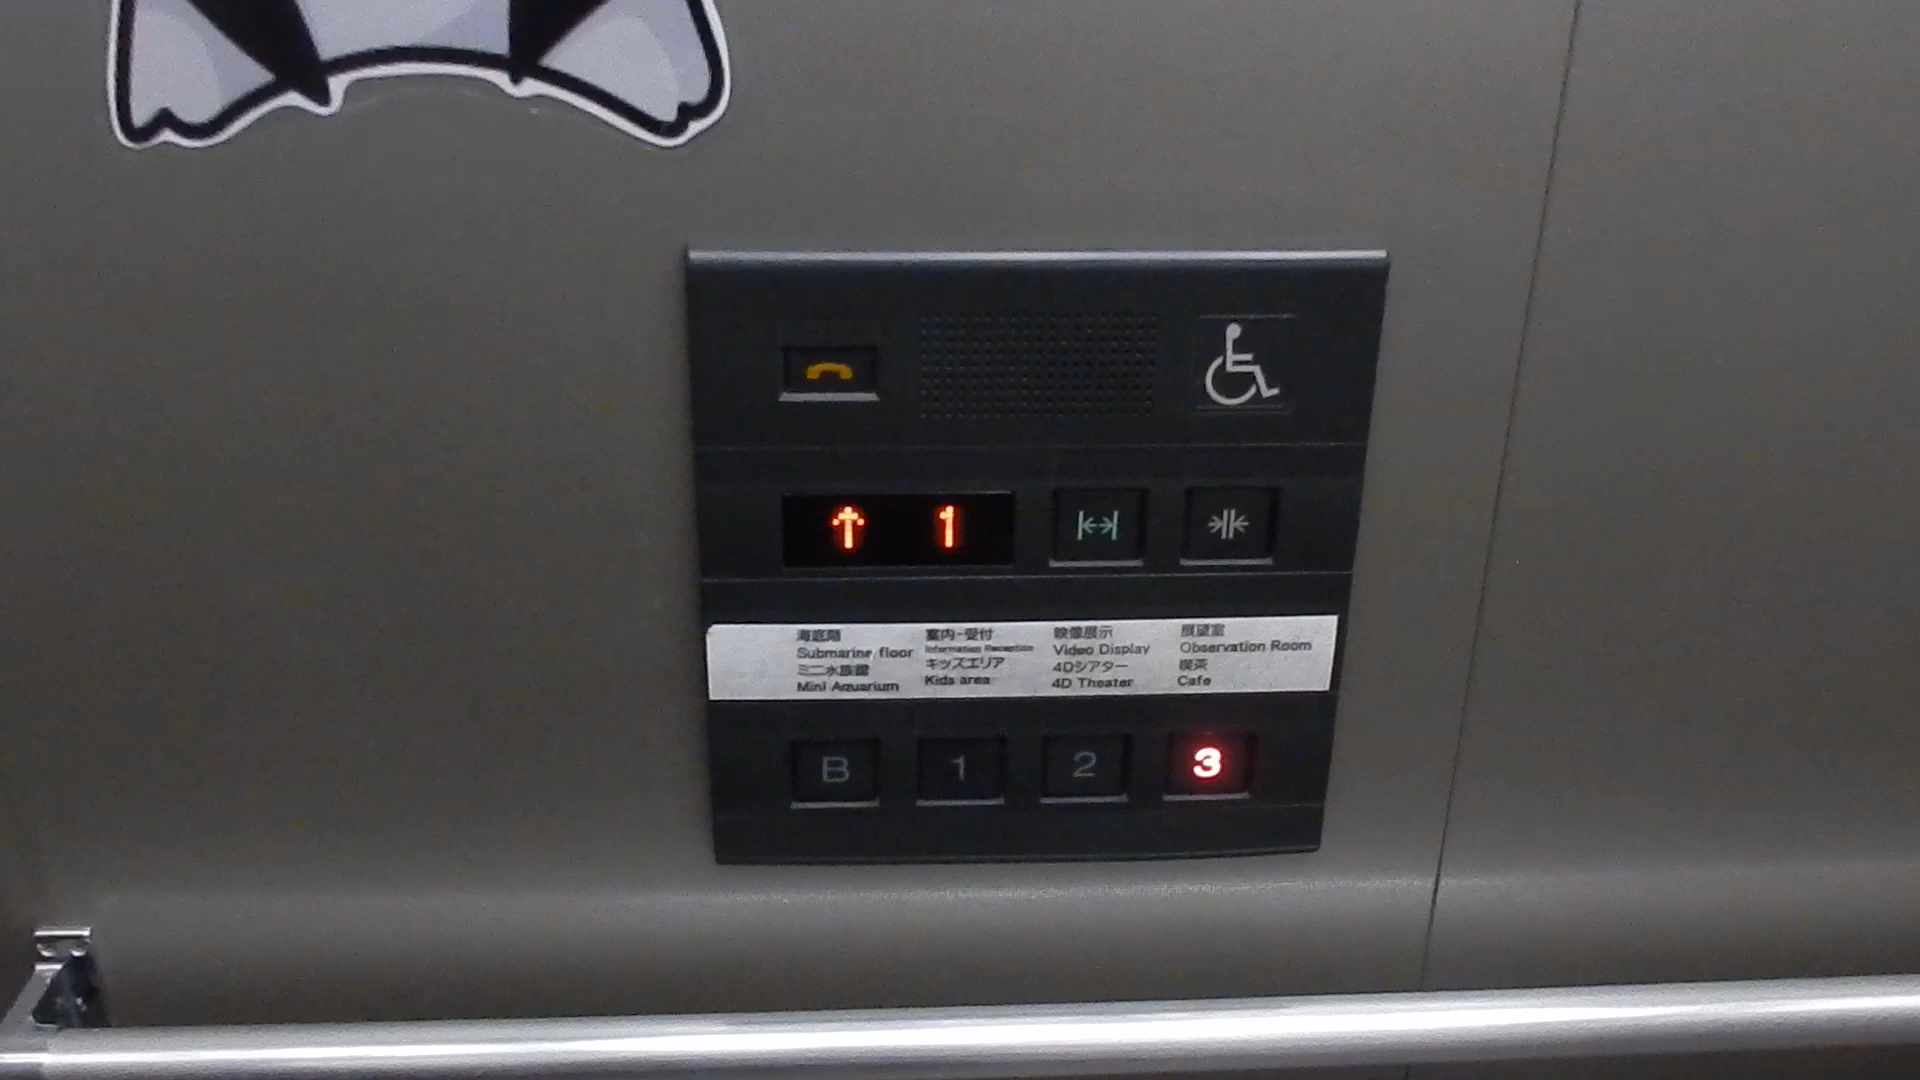 1
海底階
Submarine floor
ミニ水族館
Mini Aquarium
案内・受付
Information Reception
キッズエリア
Kids area
映像展示
Video Display
4Dシアター
4D Theater
展望室
Observation Room
喫茶
Cafe
B 1 2 3